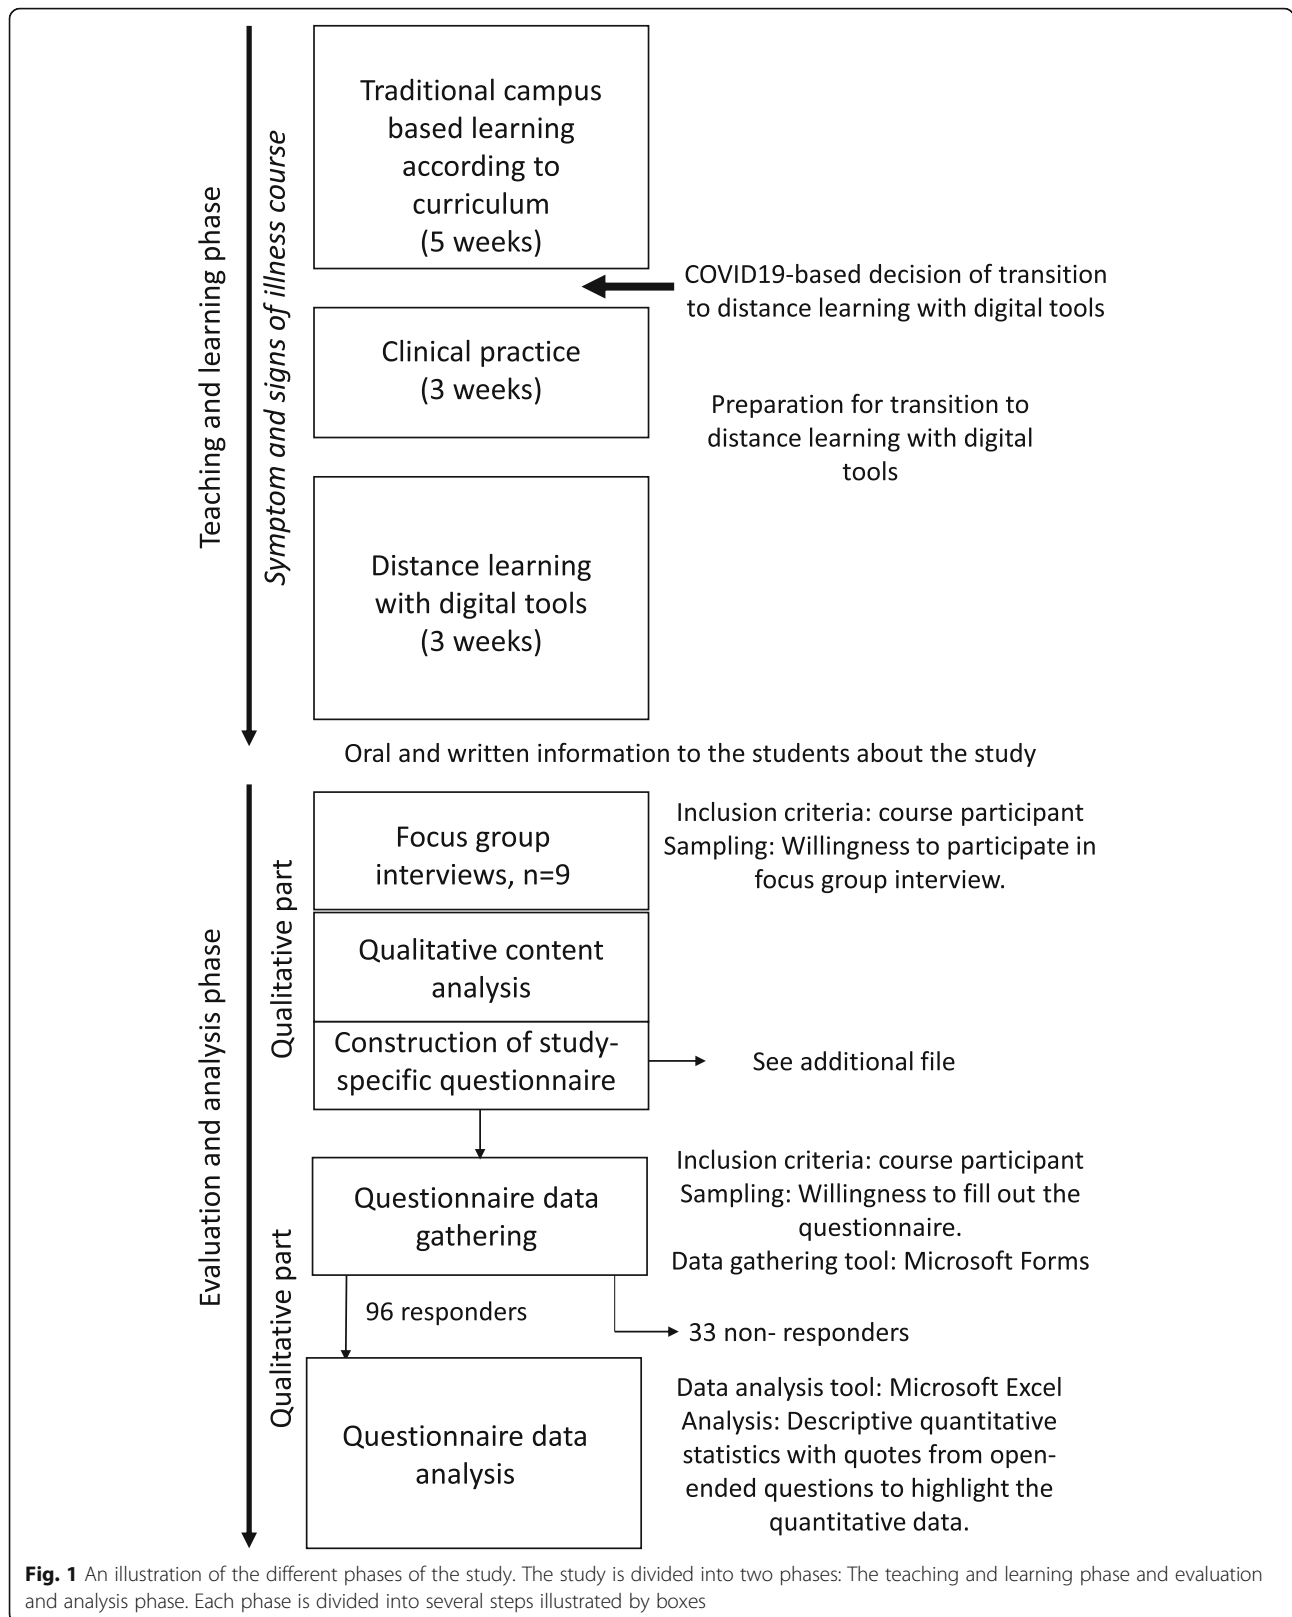 Teaching and learning phase
Symptom and signs of illness course
Traditional campus
based learning
according to
curriculum
(5 weeks)
COVID19-based decision of transition
to distance learning with digital tools
Clinical practice
(3 weeks)
Preparation for transition to
distance learning with digital
tools
Distance learning
with digital tools
(3 weeks)
Oral and written information to the students about the study
Evaluation and analysis phase
Qualitative part
Focus group
interviews, n=9
Inclusion criteria: course participant
Sampling: Willingness to participate in
focus group interview.
Qualitative content
analysis
Construction of study-
specific questionnaire
See additional file
Qualitative part
Questionnaire data
gathering
Inclusion criteria: course participant
Sampling: Willingness to fill out the
questionnaire.
Data gathering tool: Microsoft Forms
96 responders
33 non- responders
Questionnaire data
analysis
Data analysis tool: Microsoft Excel
Analysis: Descriptive quantitative
statistics with quotes from open-
ended questions to highlight the
quantitative data.
Fig. 1 An illustration of the different phases of the study. The study is divided into two phases: The teaching and learning phase and evaluation
and analysis phase. Each phase is divided into several steps illustrated by boxes